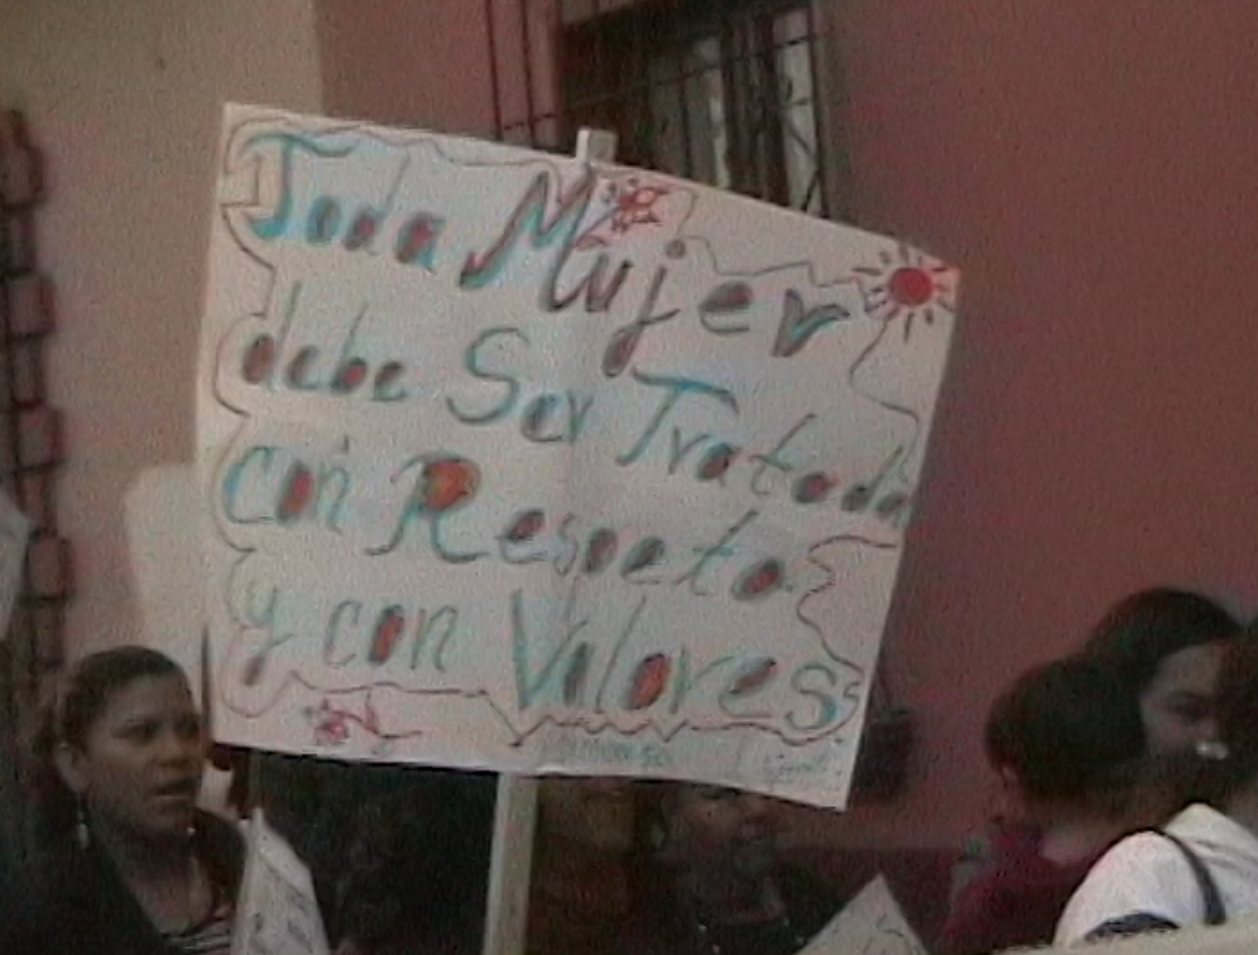 Toda Mujer
debe Ser Tratada
con Respeto
y con Valores